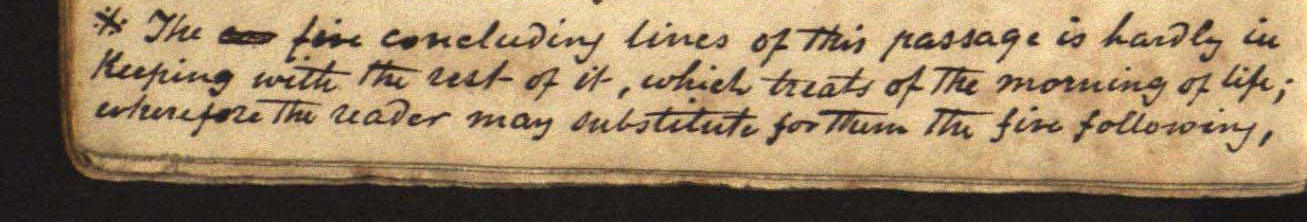 * The five concluding lines of this passage is hardly in
Keeping with the rest of it, which treats of the morning of life;
wherefore the reader may substitute for them the five following,